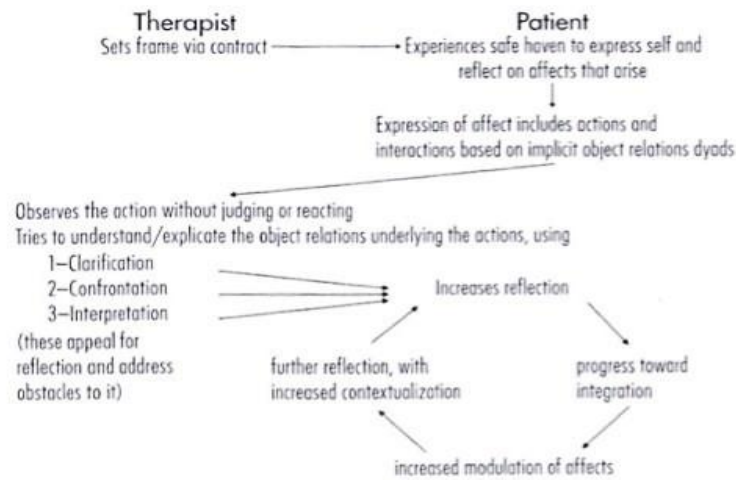 Therapist
Patient
Sets frame via contract
Experiences safe haven to express self and
reflect on affects that arise
Expression of affect includes actions and
interactions based on implicit object relations dyads
Observes the action without judging or reacting
Tries to understand/explicate the object relations underlying the actions, using
1–Clarification
2–Confrontation
3–Interpretation
(these appeal for
reflection and address
obstacles to it)
Increases reflection
further reflection, with
increased contextualization
progress toward
integration
increased modulation of affects